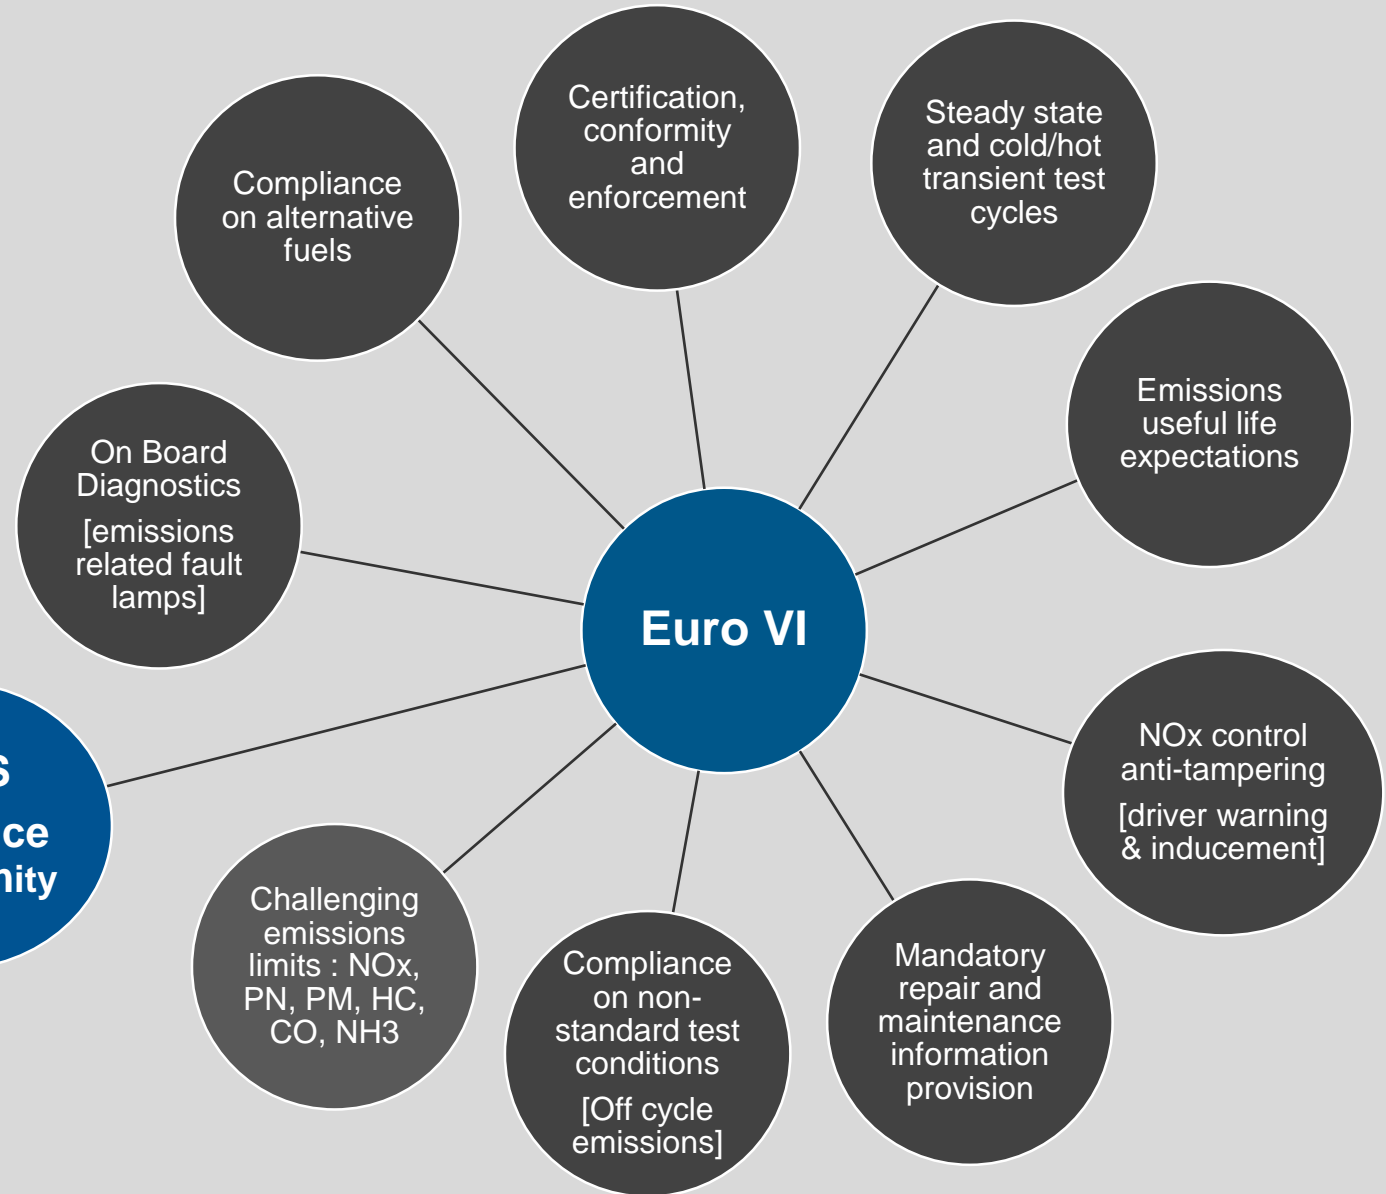 Certification,
conformity
and
enforcement
Steady state
and cold/hot
transient test
cycles
Compliance
on alternative
fuels
Emissions
useful life
expectations
On Board
Diagnostics
[emissions
related fault
lamps]
Euro VI
NOx control
anti-tampering
[driver warning
& inducement]
Challenging
emissions
limits : NOx,
PN, PM, HC,
CO, NH3
Compliance
on non-
standard test
conditions
[Off cycle
emissions]
Mandatory
repair and
maintenance
information
provision